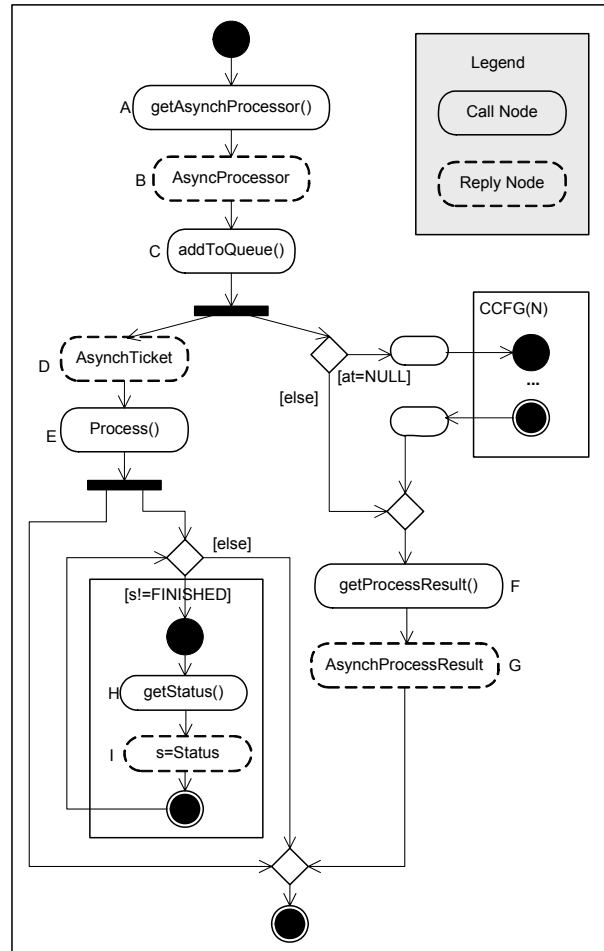 Legend
A
getAsynchProcessor()
Call Node
B
AsyncProcessor
Reply Node
C
addToQueue()
CCFG(N)
D
AsynchTicket
[at=NULL]
...
[else]
E
Process()
[else]
[s!=FINISHED]
getProcessResult()
F
AsynchProcessResult
G
H
getStatus()
I
s=Status